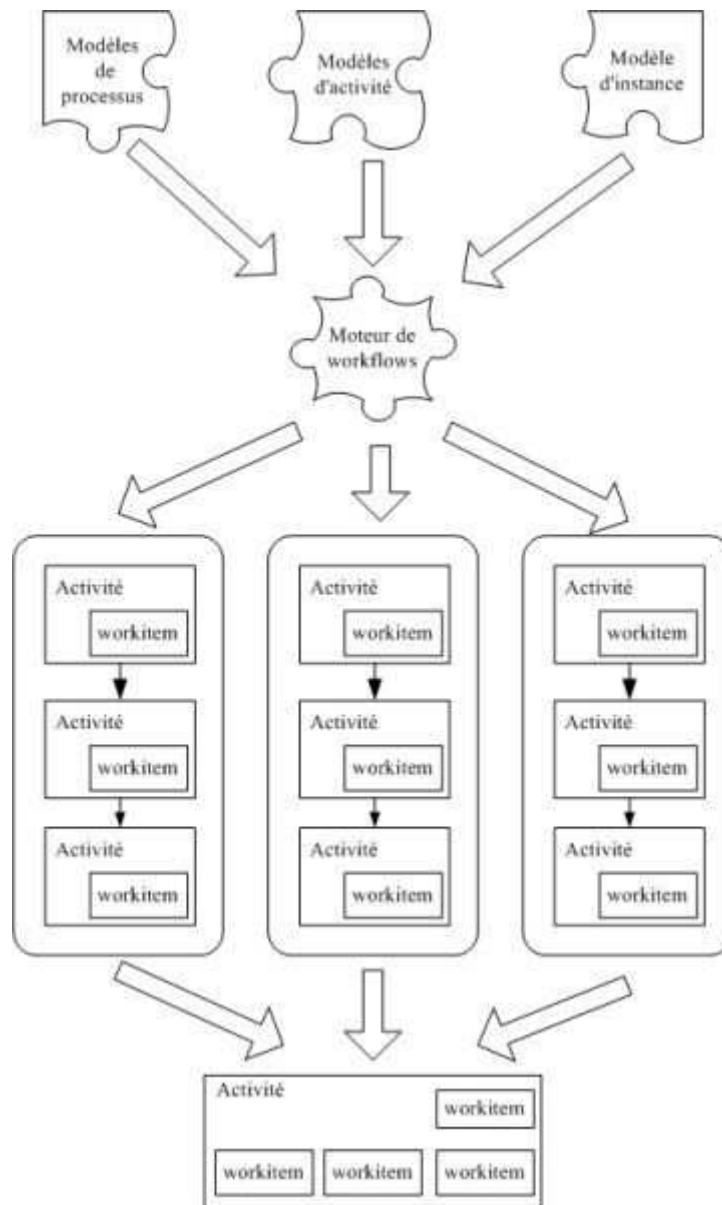 Modèles
de
processus
Modèles
d'activité
Modèle
d'instance
Moteur de
workflows
Activité
workitem
Activité
workitem
Activité
workitem
Activité
workitem
Activité
workitem
Activité
workitem
Activité
workitem
Activité
workitem
Activité
workitem
Activité
workitem
workitem
workitem
workitem